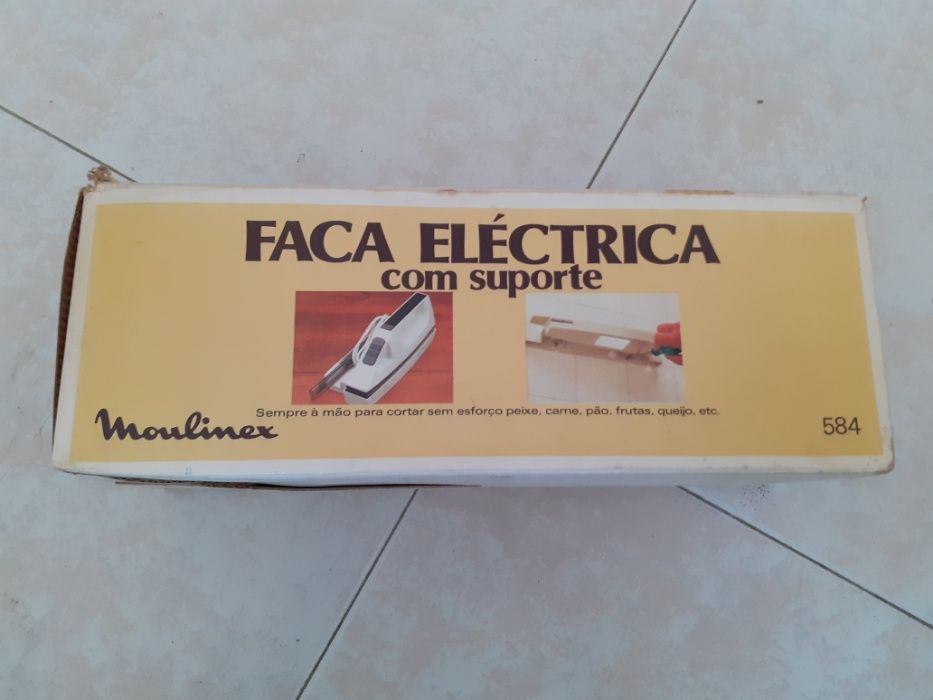 FACA ELÉCTRICA
com suporte
Sempre à mão para cortar sem esforço peixe, carne, pão, frutas, queijo, etc.
Moulinex
584